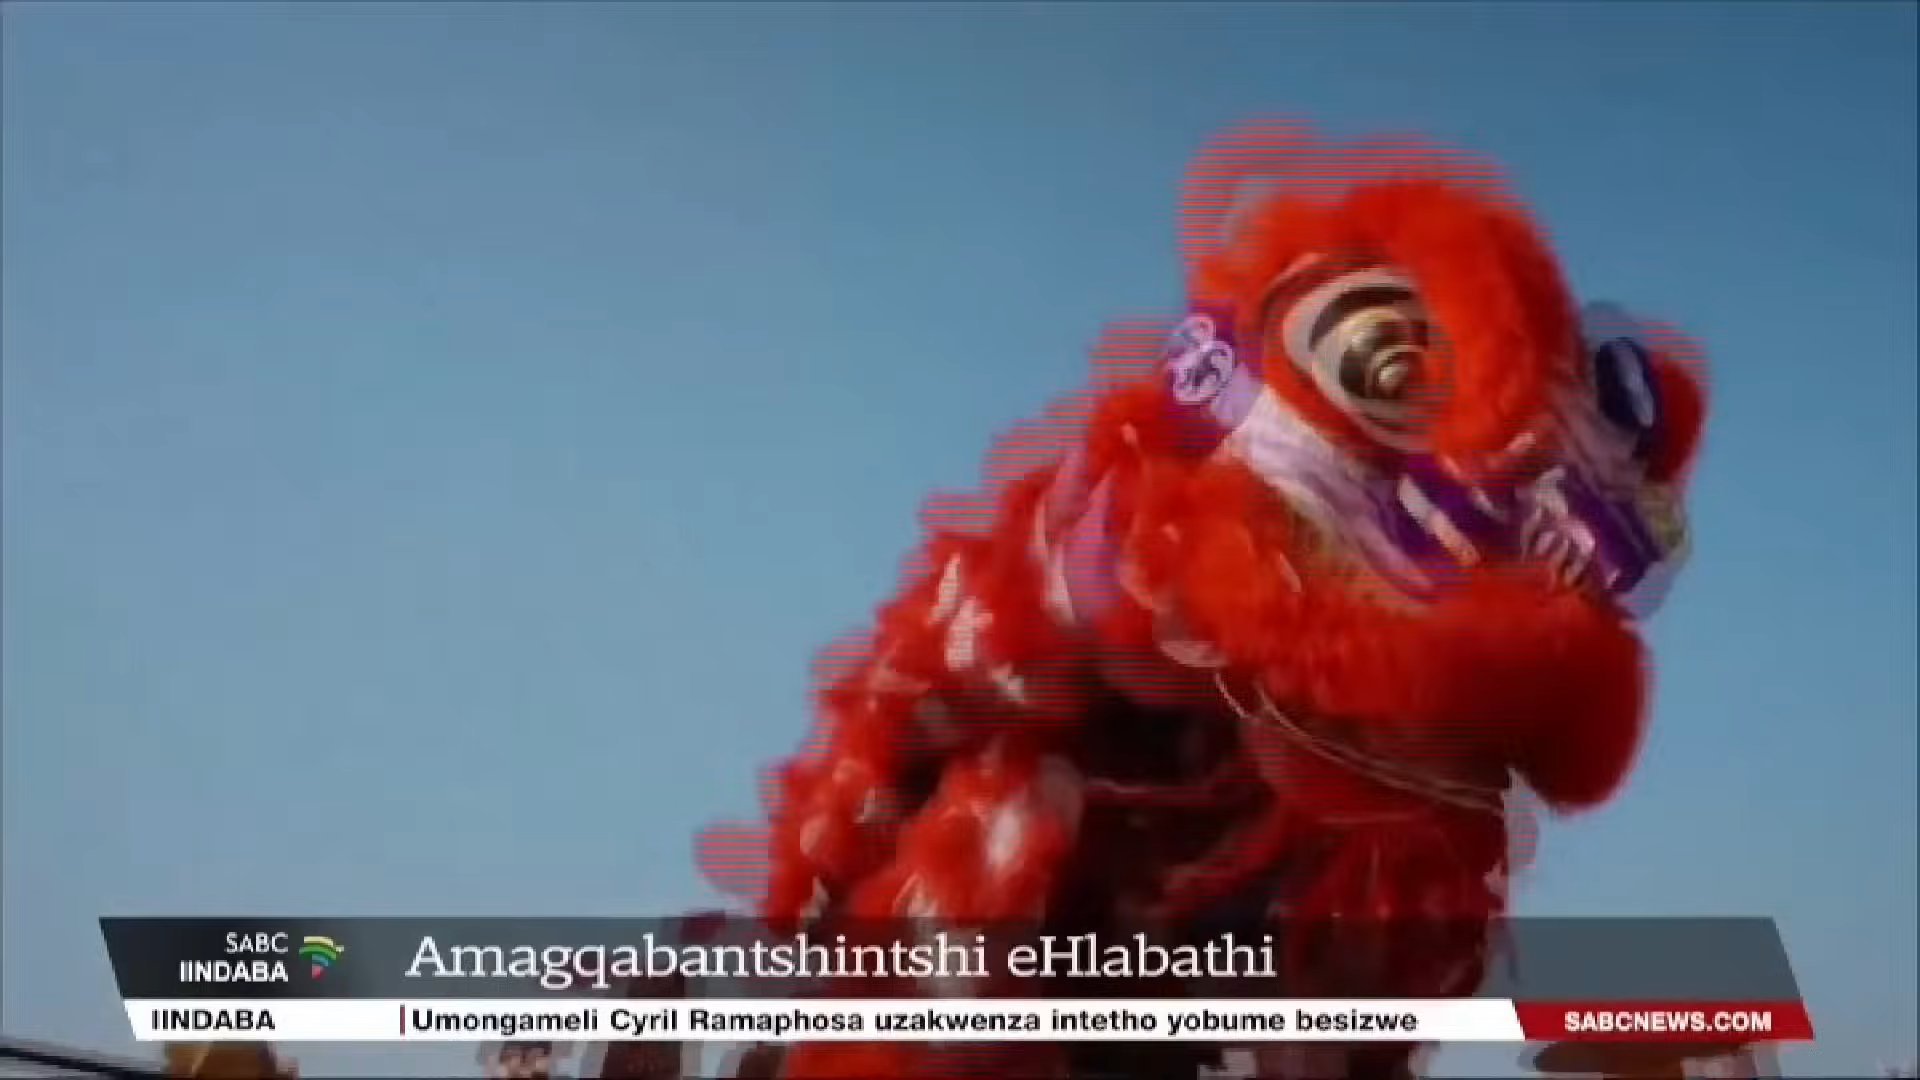 SABC
IINDABA
Amagqabantshintshi eHlabathi
IINDABA
Umongameli Cyril Ramaphosa uzakwenza intetho yobume besizwe
SABCNEWS.COM